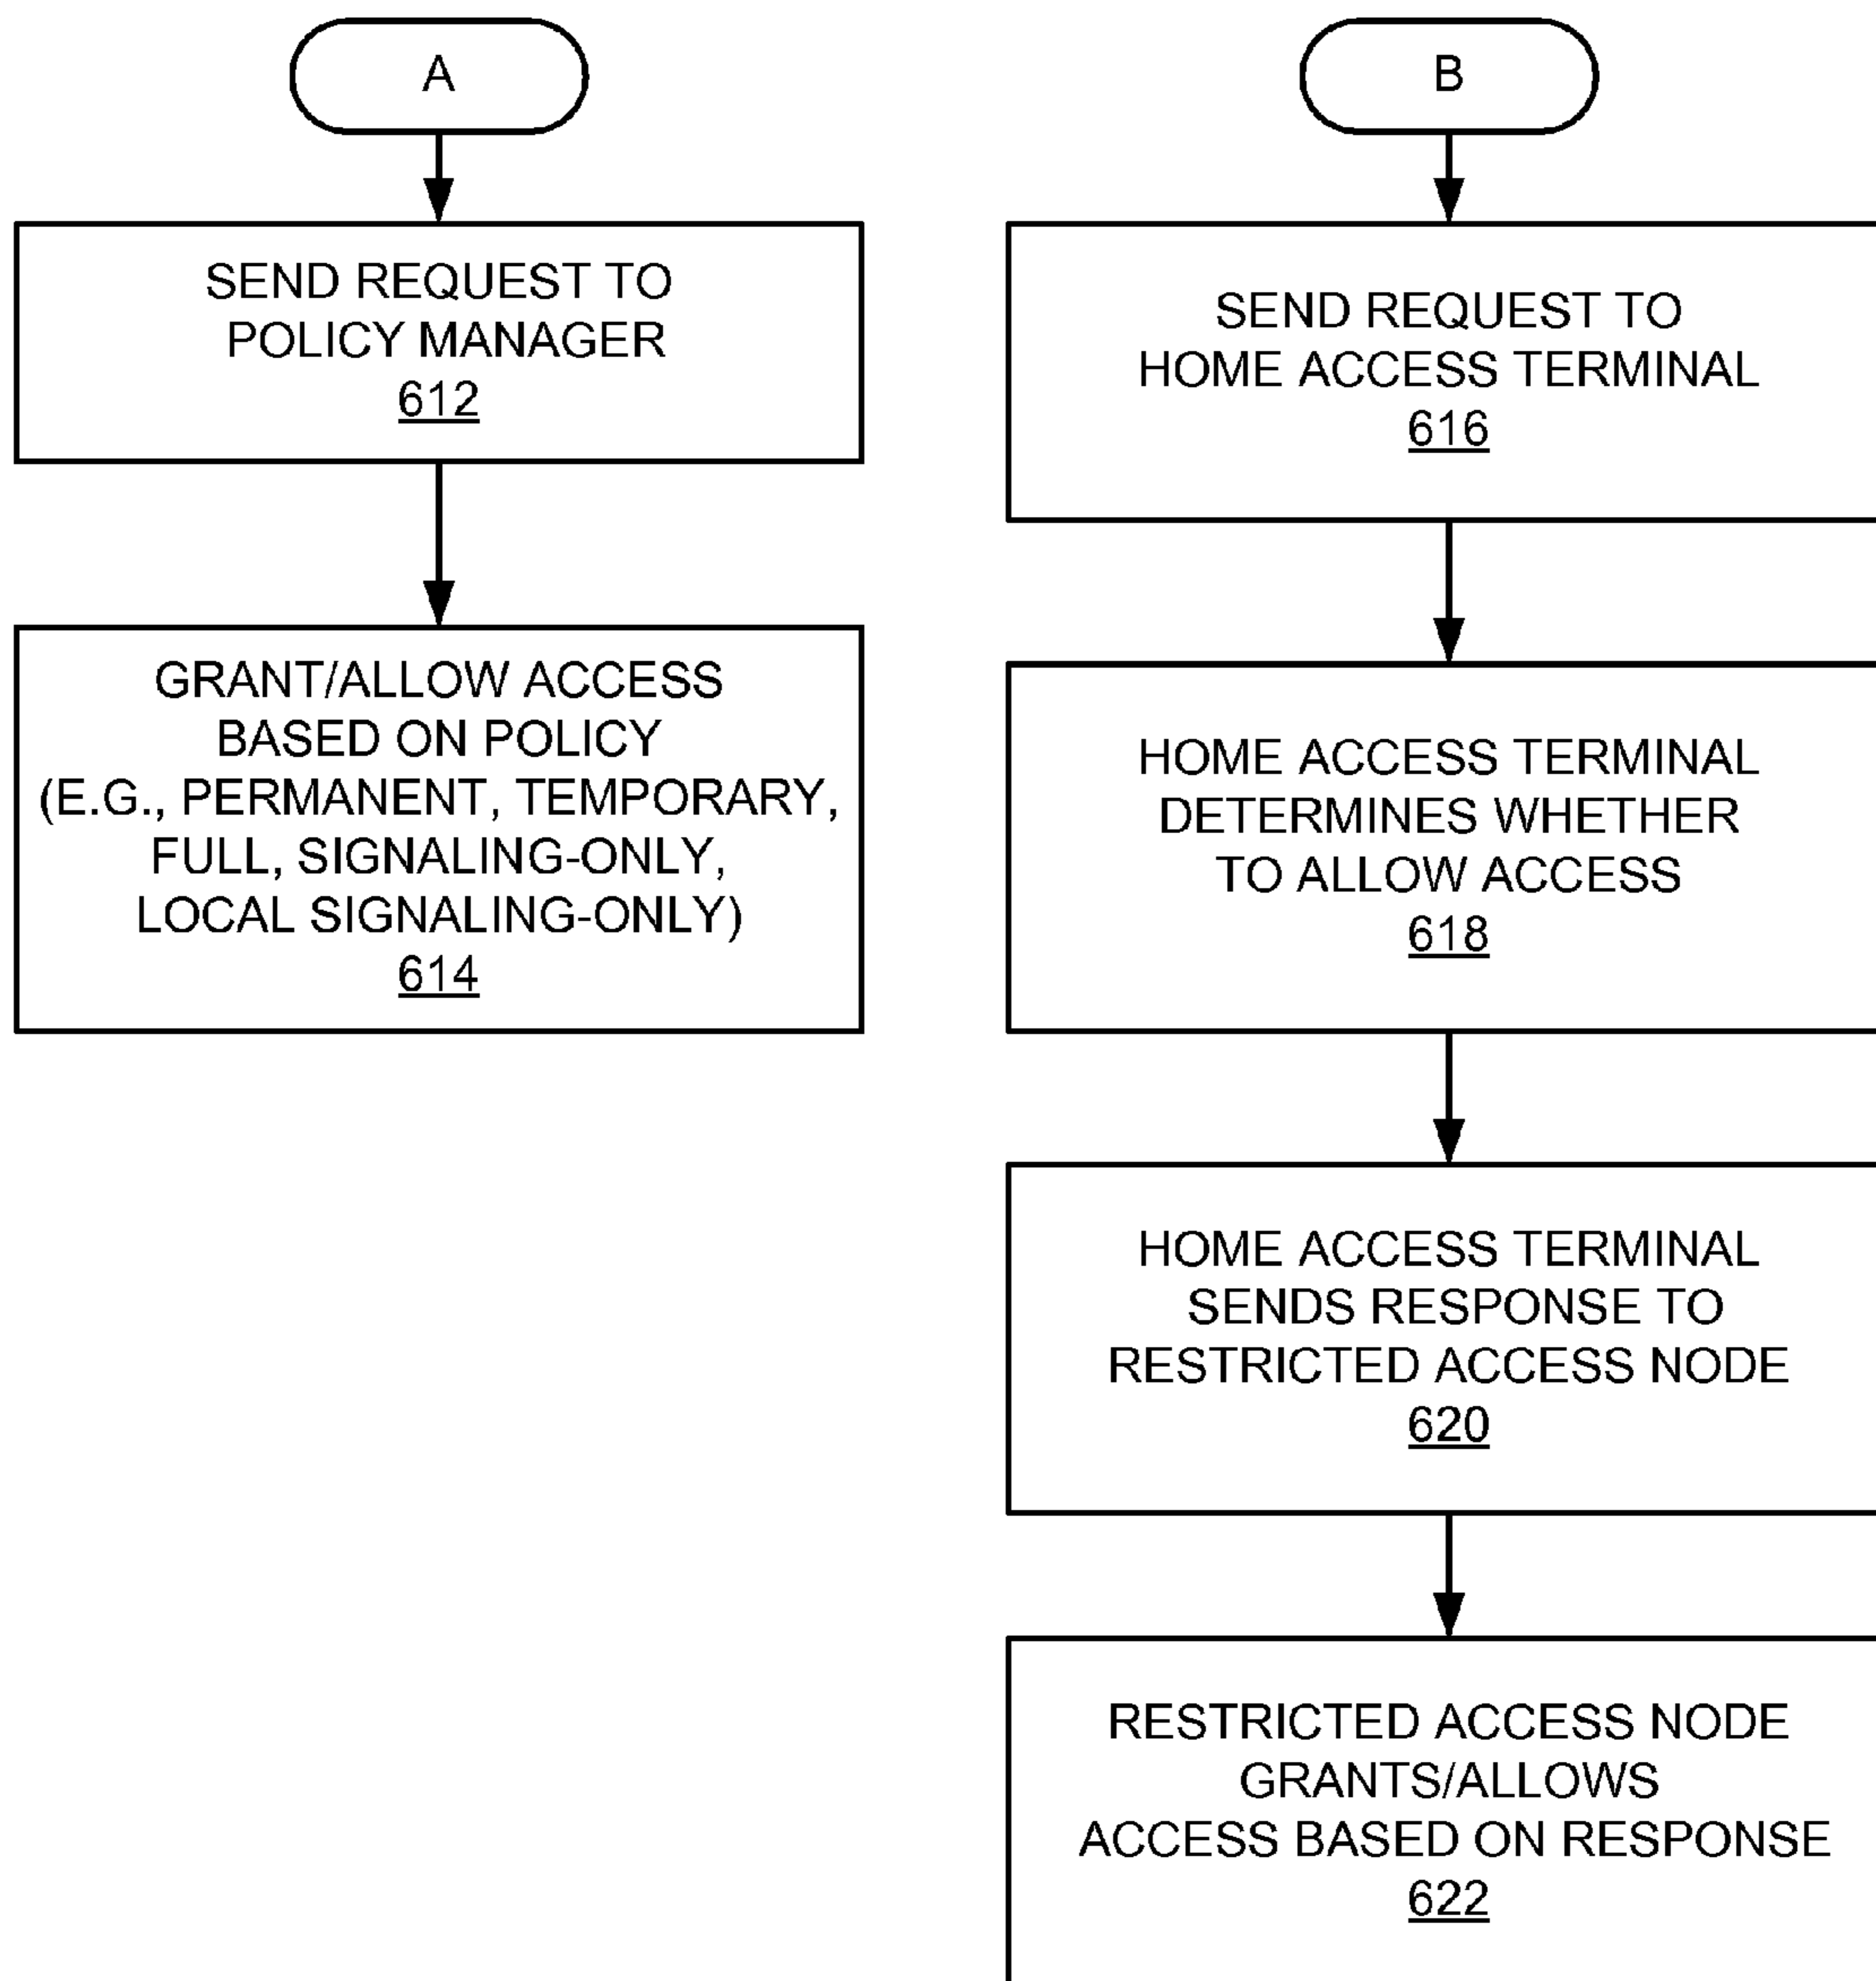 A
SEND REQUEST TO
POLICY MANAGER
612
GRANT/ALLOW ACCESS
BASED ON POLICY
(E.G., PERMANENT, TEMPORARY,
FULL, SIGNALING-ONLY,
LOCAL SIGNALING-ONLY)
614
B
SEND REQUEST TO
HOME ACCESS TERMINAL
616
HOME ACCESS TERMINAL
DETERMINES WHETHER
TO ALLOW ACCESS
618
HOME ACCESS TERMINAL
SENDS RESPONSE TO
RESTRICTED ACCESS NODE
620
RESTRICTED ACCESS NODE
GRANTS/ALLOWS
ACCESS BASED ON RESPONSE
622